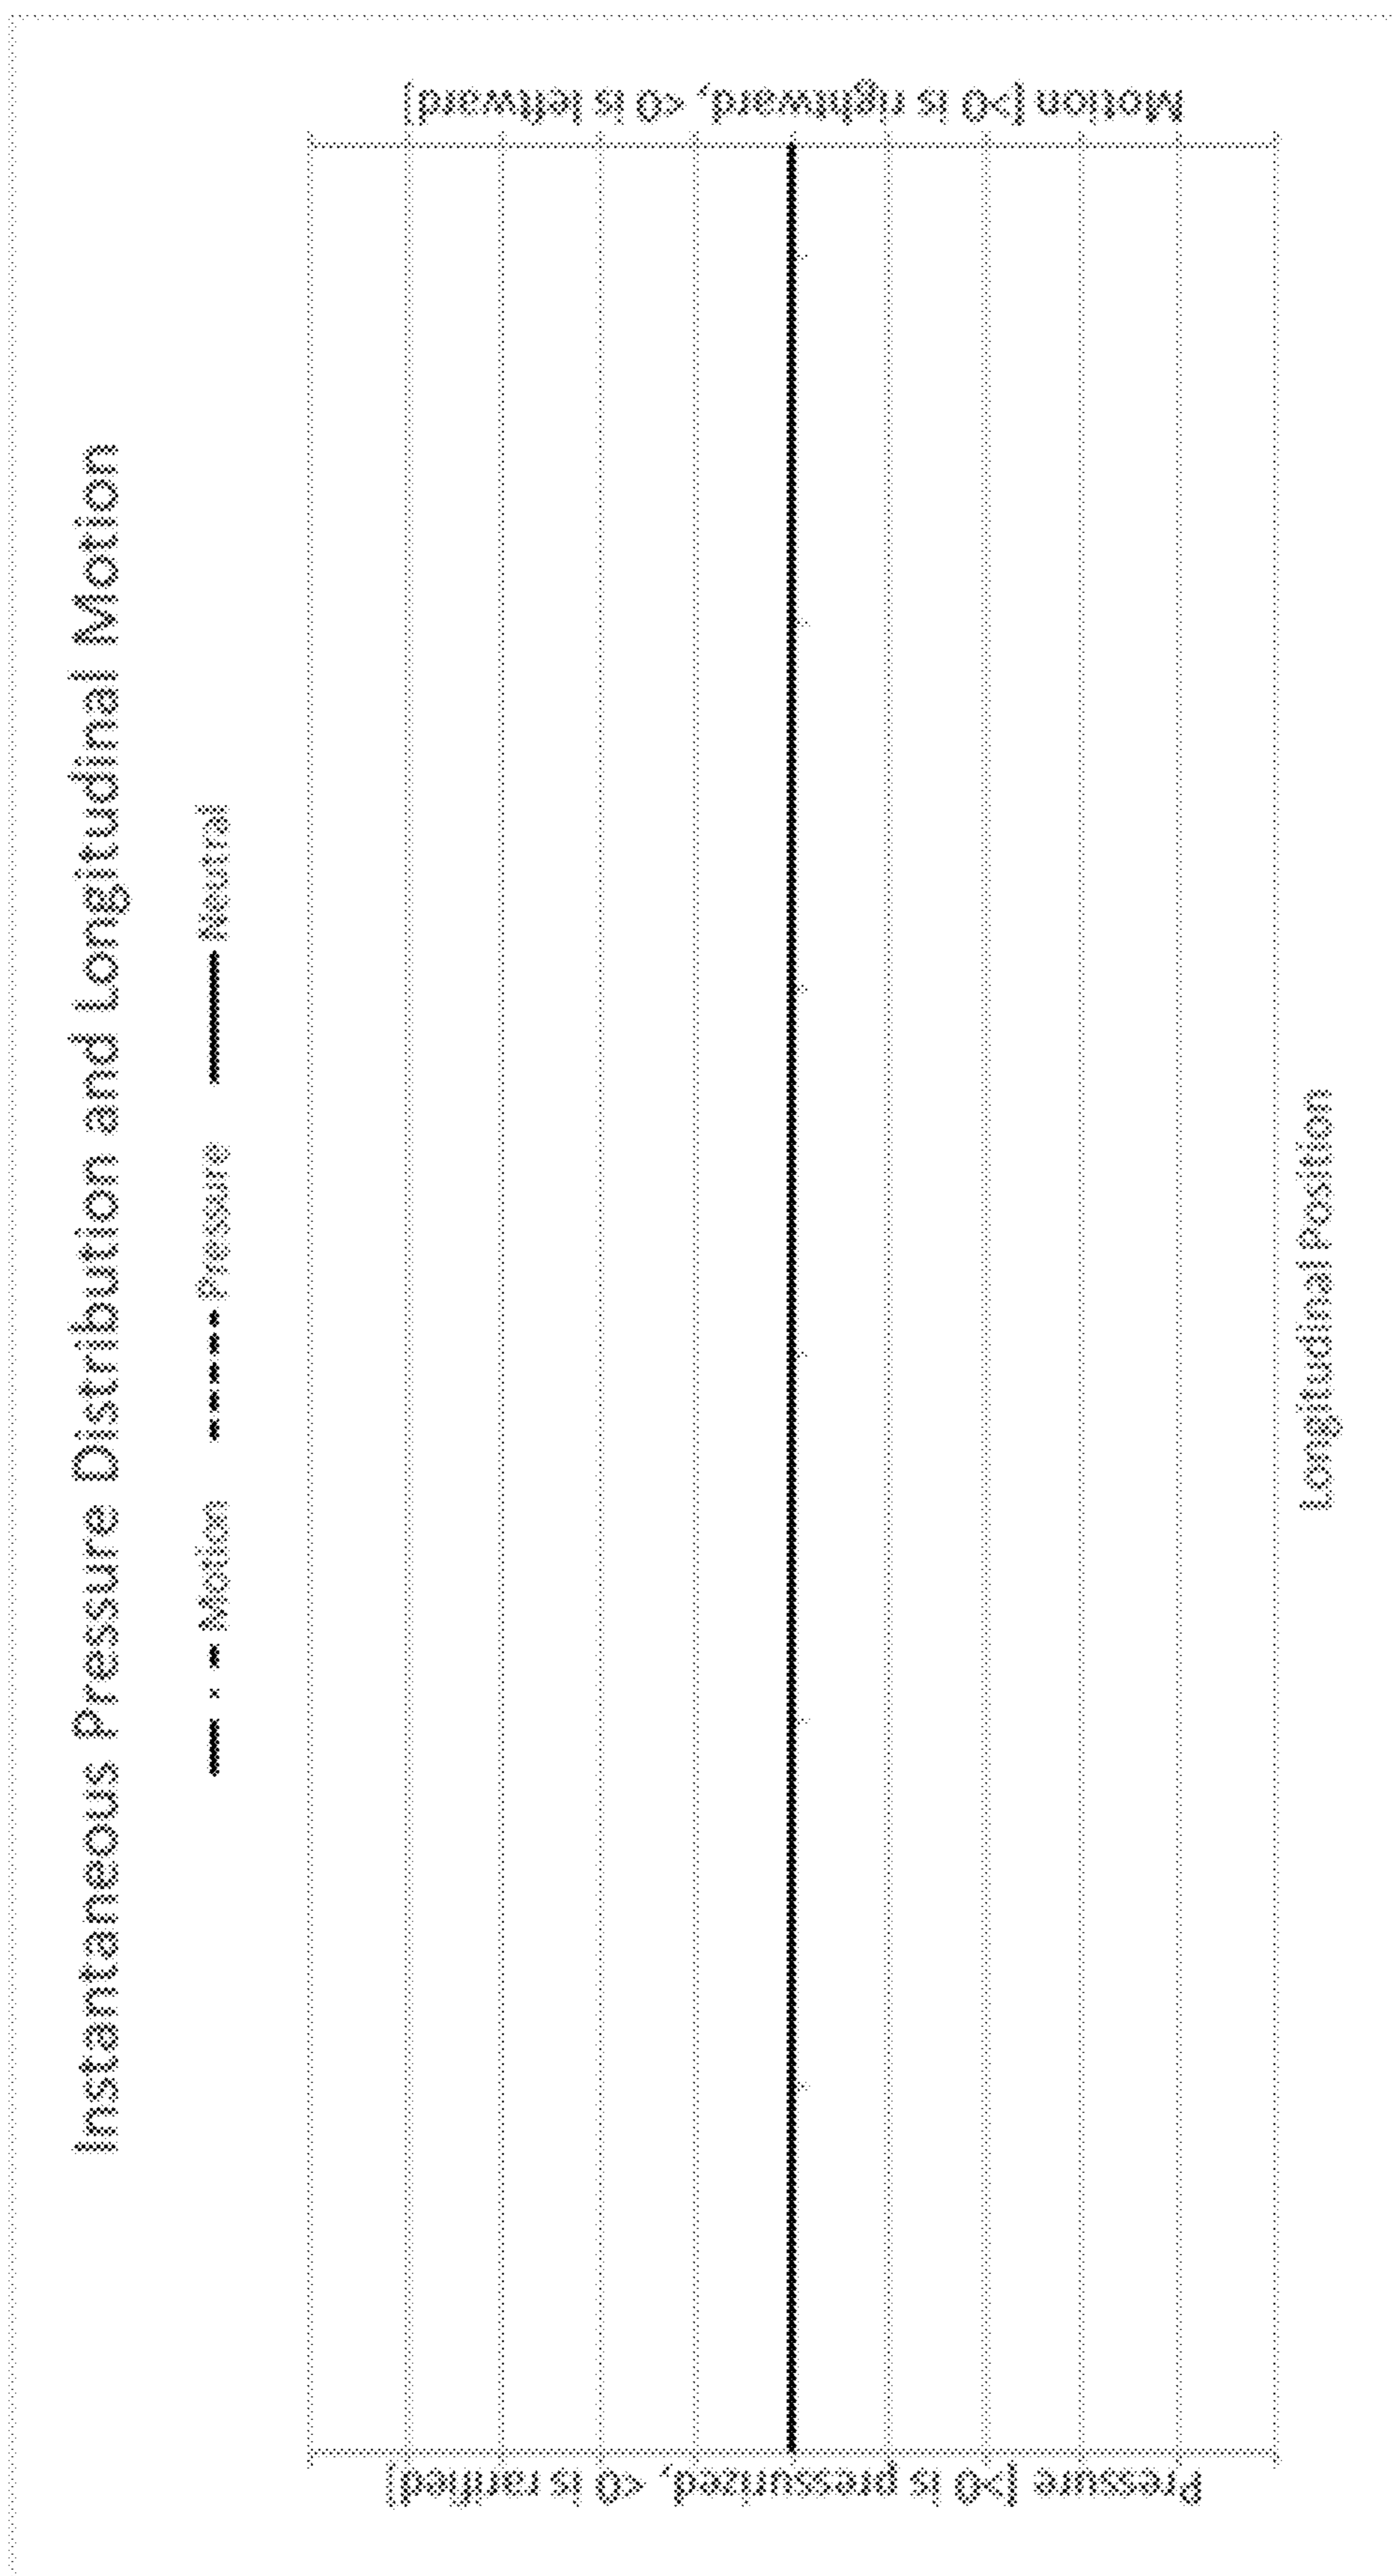 Instantaneous Pressure Distribution and Longitudinal Motion
Motion Pressure Neutral
Pressure [>0 is pressurized, <0 is rarified]
Motion [>0 is rightward, <0 is leftward]
Longitudinal Position